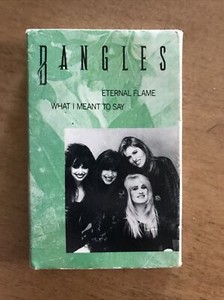 BANGLES
ETERNAL FLAME
WHAT I MEANT TO SAY